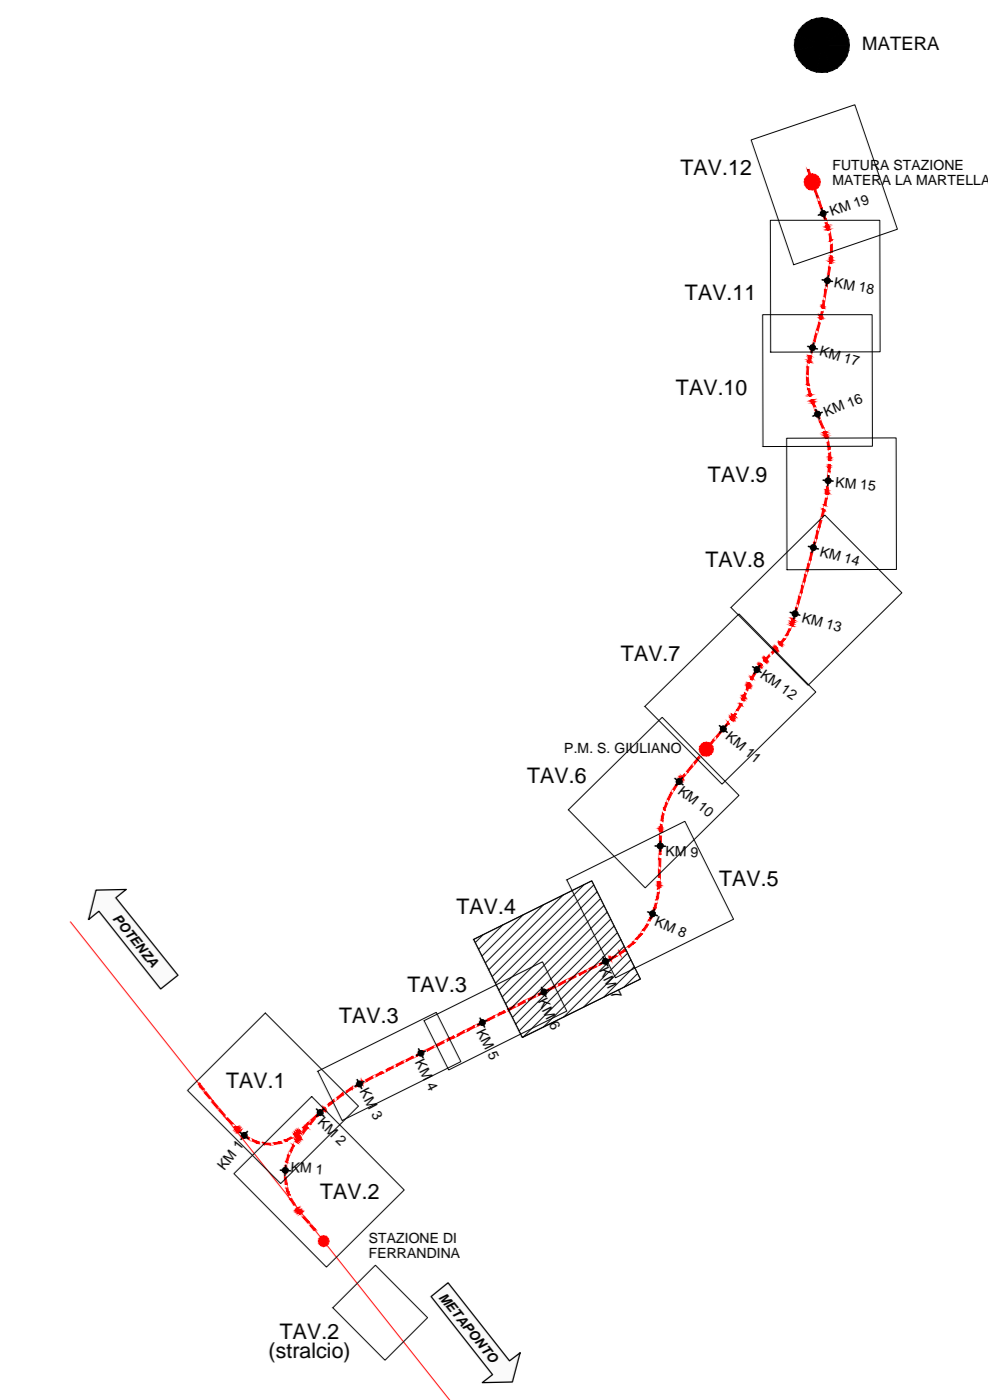 MATERA
TAV.12
FUTURA STAZIONE
MATERA LA MARTELLA
KM 19
TAV.11
KM 18
KM 17
TAV.10
KM 16
TAV.9
KM 15
TAV.8
KM 14
KM 13
TAV.7
KM 12
KM 11
P.M. S. GIULIANO
TAV.6
KM 10
KM 9
TAV.5
TAV.4
KM 8
POTENZA
KM 7
TAV.3
KM 6
TAV.3
KM 5
KM 4
TAV.1
KM 3
KM 2
KM 1
KM 1
TAV.2
STAZIONE DI
FERRANDINA
METAPONTO
TAV.2
(stralcio)